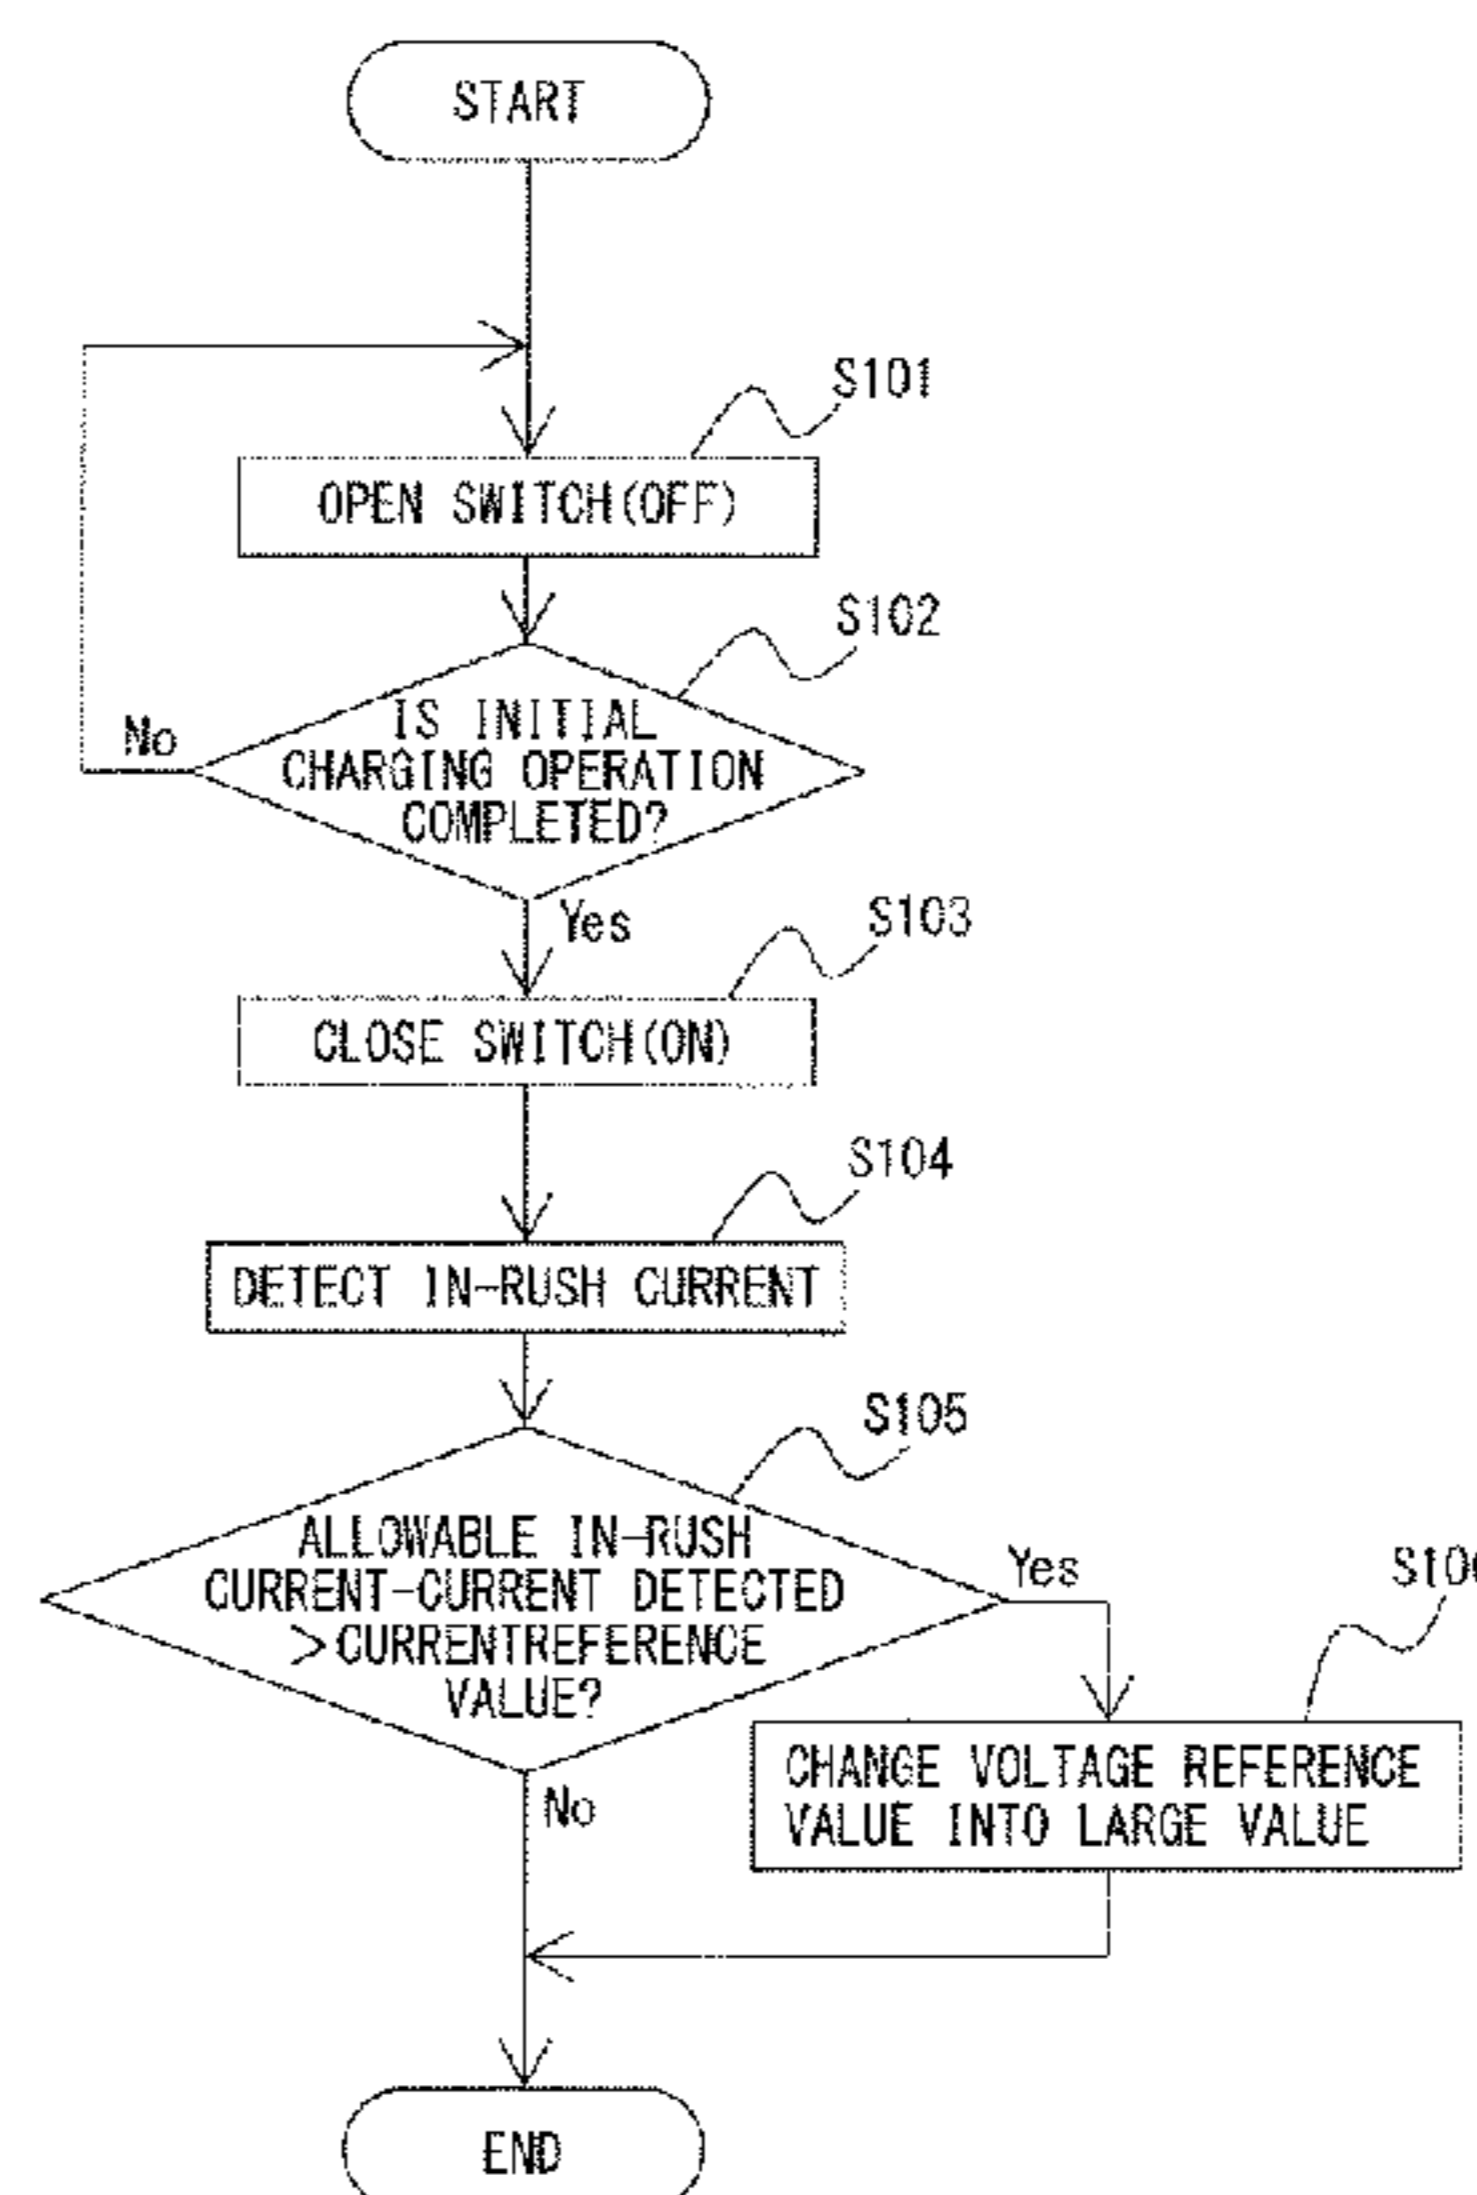 START
S101
OPEN SWITCH(OFF)
S102
IS INITIAL
CHARGING OPERATION
COMPLETED?
No
Yes
S103
CLOSE SWITCH(ON)
S104
DETECT IN-RUSH CURRENT
S105
ALLOWABLE IN-RUSH
CURRENT-CURRENT DETECTED
>CURRENTREFERENCE
VALUE?
Yes
No
CHANGE VOLTAGE REFERENCE
VALUE INTO LARGE VALUE
END